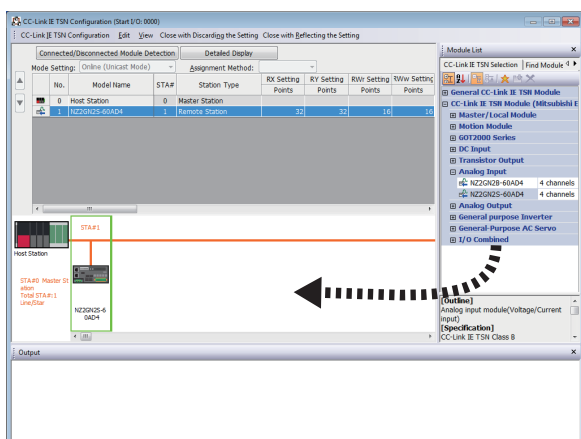 CC-Link IE TSN Configuration (Start I/O: 0000)
CC-Link IE TSN Configuration Edit View Close with Discarding the Setting Close with Reflecting the Setting
Connected/Disconnected Module Detection Detailed Display
Mode Setting: Online (Unicast Mode) Assignment Method:
No. Model Name STA# Station Type RX Setting RY Setting RWr Setting RWw Setting
Points Points Points Points
0 Host Station 0 Master Station
1 NZ2GN2S-60AD4 1 Remote Station 32 32 16 16
STA#1
Host Station
STA#0 Master St
ation
Total STA#:1
Line/Star
NZ2GN2S-6
0AD4
Module List
CC-Link IE TSN Selection Find Module
General CC-Link IE TSN Module
CC-Link IE TSN Module (Mitsubishi E
Master/Local Module
Motion Module
GOT2000 Series
DC Input
Transistor Output
Analog Input
NZ2GN2B-60AD4 4 channels
NZ2GN2S-60AD4 4 channels
Analog Output
General purpose Inverter
General-Purpose AC Servo
I/O Combined
[Outline]
Analog input module(Voltage/Current
input)
[Specification]
CC-Link IE TSN Class B
Output